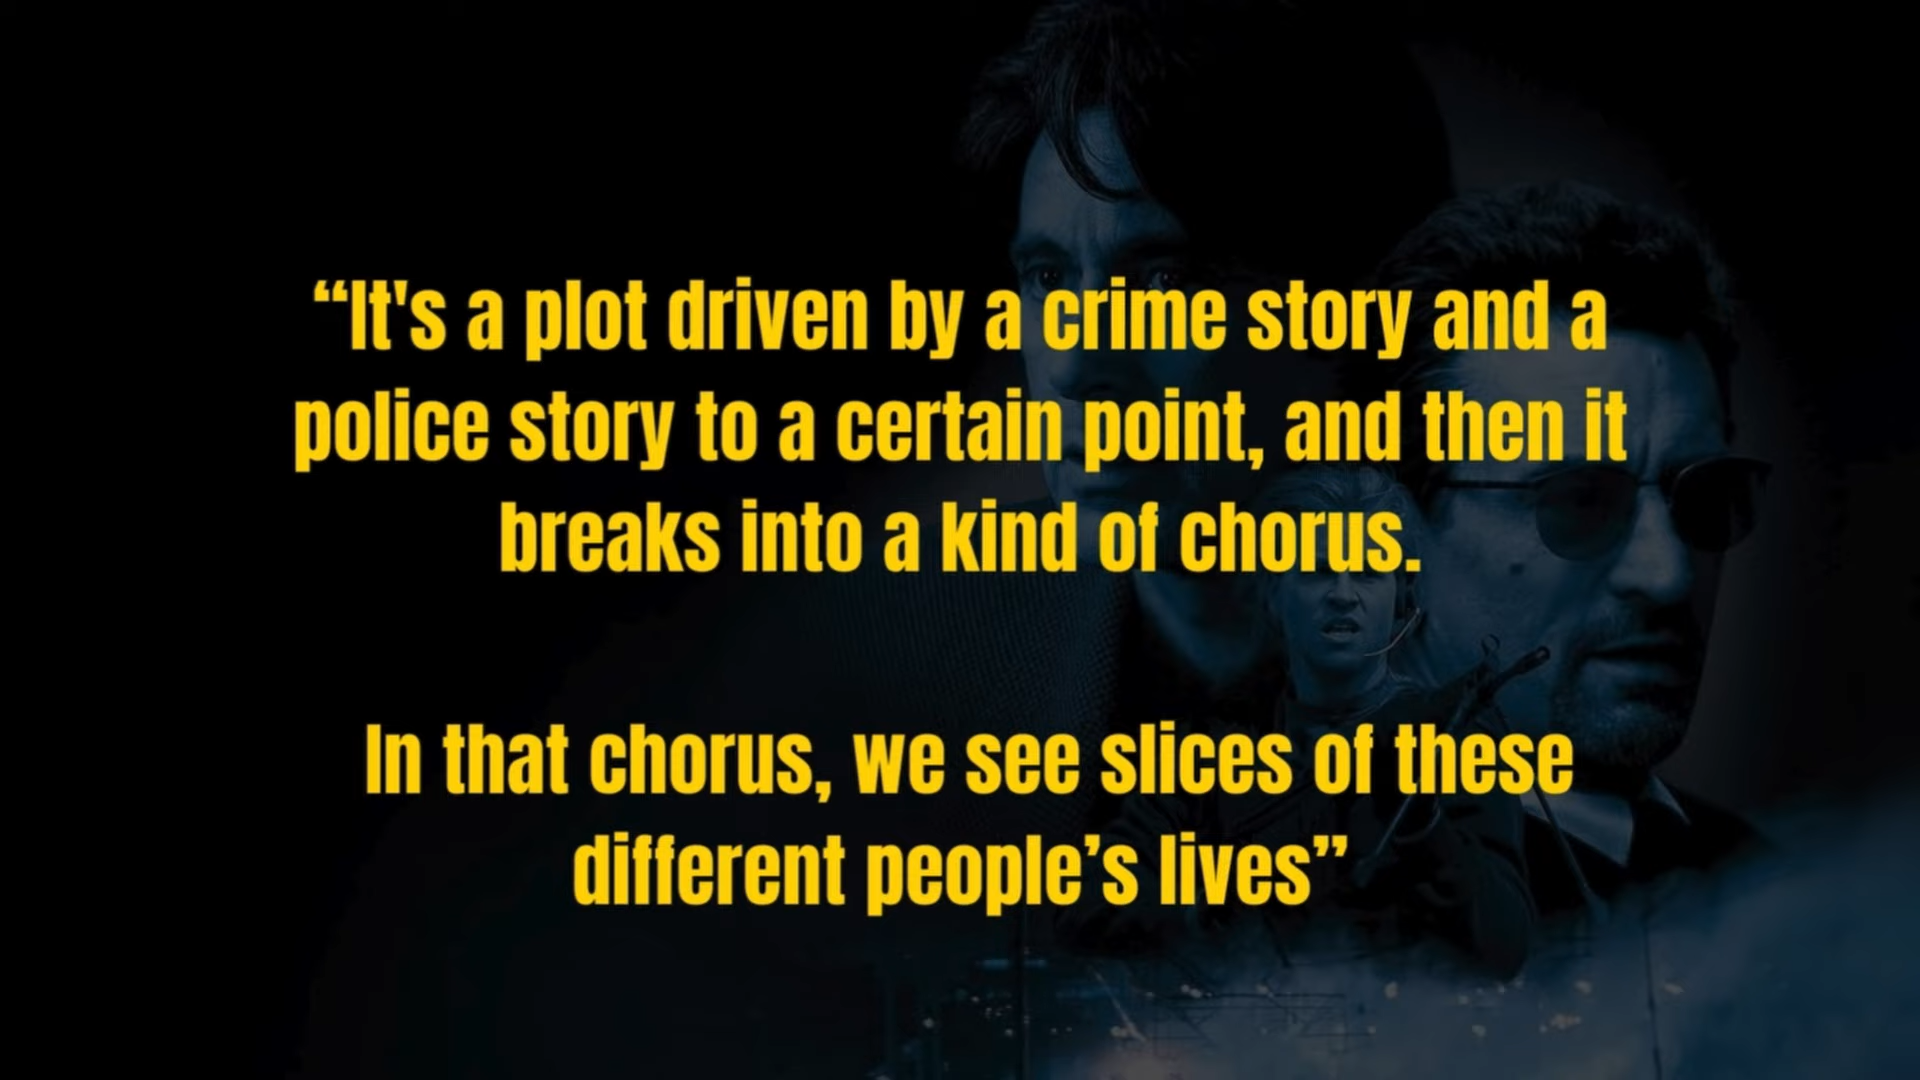 “It's a plot driven by a crime story and a
police story to a certain point, and then it
breaks into a kind of chorus.
In that chorus, we see slices of these
different people’s lives”